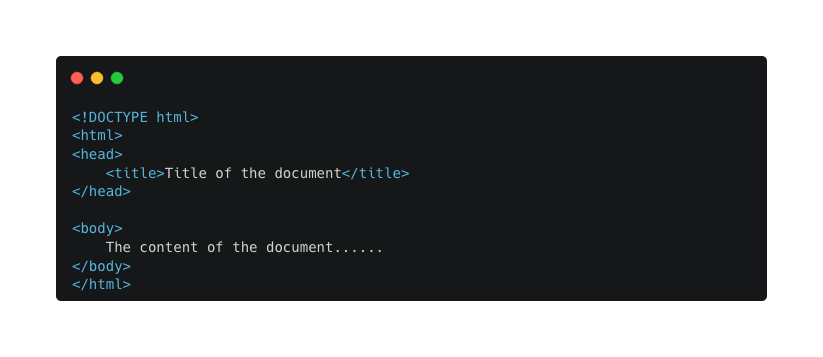 <!DOCTYPE html>
<html>
<head>
    <title>Title of the document</title>
</head>

<body>
    The content of the document......
</body>
</html>